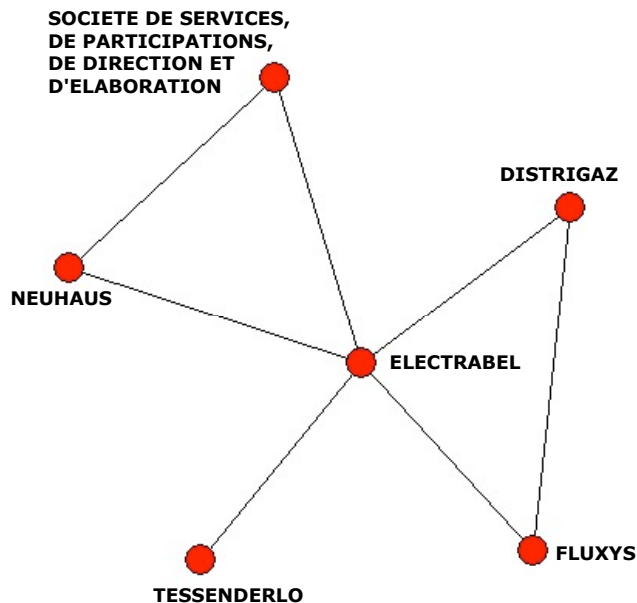 SOCIETE DE SERVICES,
DE PARTICIPATIONS,
DE DIRECTION ET
D'ELABORATION
DISTRIGAZ
NEUHAUS
ELECTRABEL
FLUXYS
TESSENDERLO